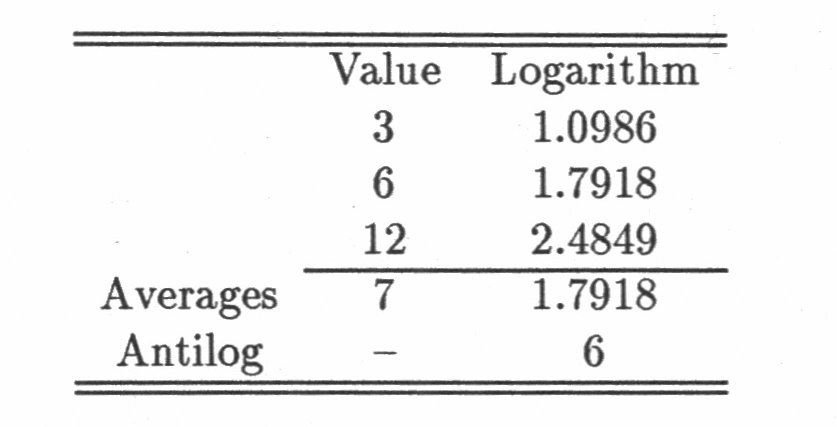 Value Logarithm
3 1.0986
6 1.7918
12 2.4849
Averages 7 1.7918
Antilog – 6